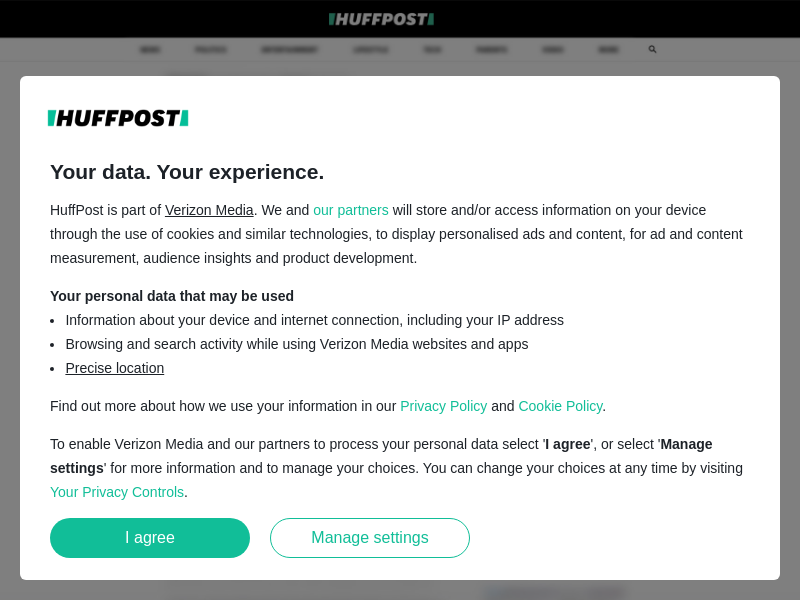 HUFFPOST
HUFFPOST
Your data. Your experience.
HuffPost is part of Verizon Media. We and our partners will store and/or access information on your device
through the use of cookies and similar technologies, to display personalised ads and content, for ad and content
measurement, audience insights and product development.
Your personal data that may be used
• Information about your device and internet connection, including your IP address
• Browsing and search activity while using Verizon Media websites and apps
• Precise location
Find out more about how we use your information in our Privacy Policy and Cookie Policy.
To enable Verizon Media and our partners to process your personal data select 'I agree', or select 'Manage
settings' for more information and to manage your choices. You can change your choices at any time by visiting
Your Privacy Controls.
I agree
Manage settings